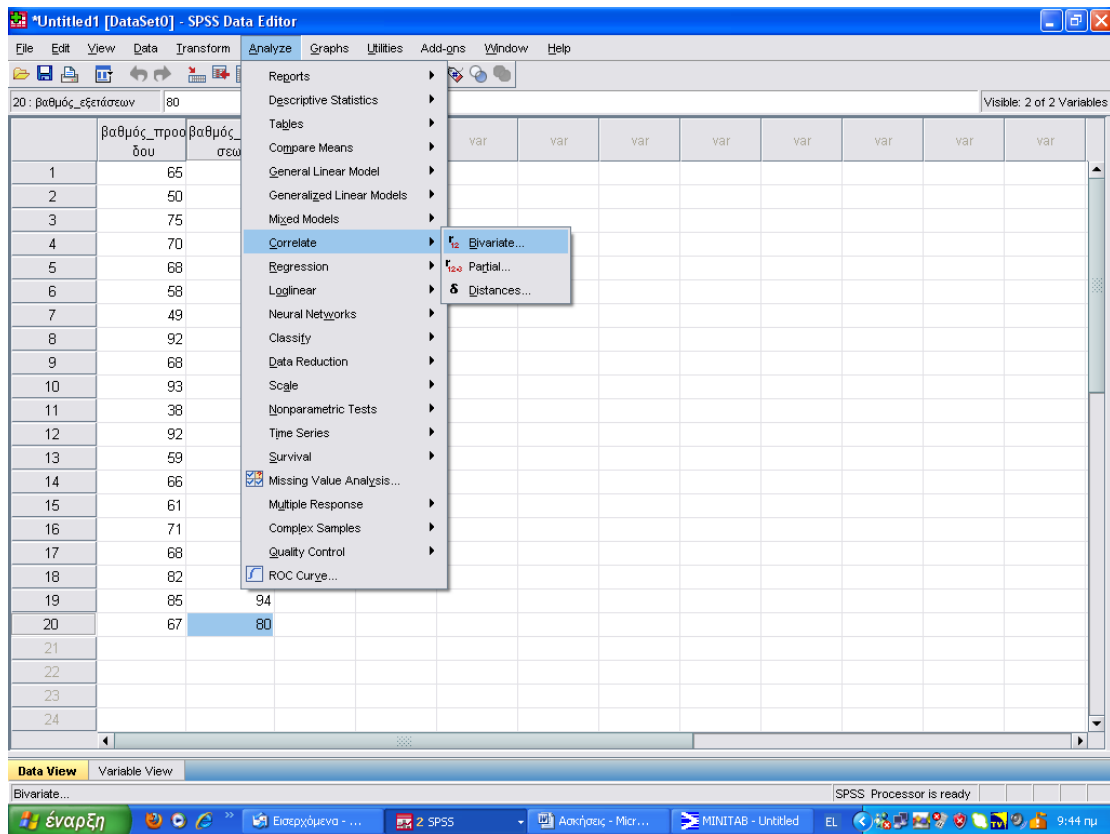 *Untitled1 [DataSet0] - SPSS Data Editor
File Edit View Data Transform Analyze Graphs Utilities Add-ons Window Help
20 : βαθμός_εξετάσεων 80
Visible: 2 of 2 Variables
βαθμός_προο
δου
βαθμός_
σεω
var var var var var var var var
1 65
2 50
3 75
4 70
5 68
6 58
7 49
8 92
9 68
10 93
11 38
12 92
13 59
14 66
15 61
16 71
17 68
18 82
19 85 94
20 67 80
21
22
23
24
Reports
Descriptive Statistics
Tables
Compare Means
General Linear Model
Generalized Linear Models
Mixed Models
Correlate
Regression
Loglinear
Neural Networks
Classify
Data Reduction
Scale
Nonparametric Tests
Time Series
Survival
Missing Value Analysis...
Multiple Response
Complex Samples
Quality Control
ROC Curve...
r12 Bivariate...
r12·3 Partial...
δ Distances...
Data View Variable View
Bivariate...
SPSS Processor is ready
έναρξη
Εισερχόμενα - ...
2 SPSS
Ασκήσεις - Micr...
MINITAB - Untitled
EL
9:44 πμ